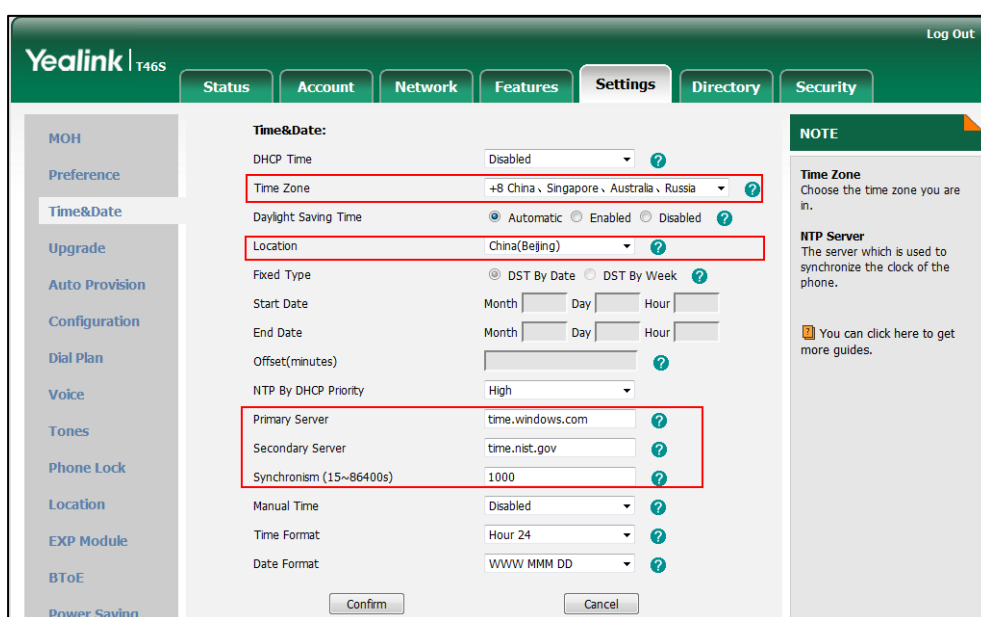 Log Out
Yealink T46S
Status Account Network Features Settings Directory Security
MOH
Preference
Time&Date
Upgrade
Auto Provision
Configuration
Dial Plan
Voice
Tones
Phone Lock
Location
EXP Module
BToE
Power Saving
Time&Date:
DHCP Time Disabled ?
Time Zone +8 China、Singapore、Australia、Russia ?
Daylight Saving Time Automatic Enabled Disabled ?
Location China(Beijing) ?
Fixed Type DST By Date DST By Week ?
Start Date Month Day Hour
End Date Month Day Hour
Offset(minutes) ?
NTP By DHCP Priority High
Primary Server time.windows.com ?
Secondary Server time.nist.gov ?
Synchronism (15~86400s) 1000 ?
Manual Time Disabled ?
Time Format Hour 24 ?
Date Format WWW MMM DD ?
Confirm Cancel
NOTE
Time Zone
Choose the time zone you are
in.
NTP Server
The server which is used to
synchronize the clock of the
phone.
? You can click here to get
more guides.